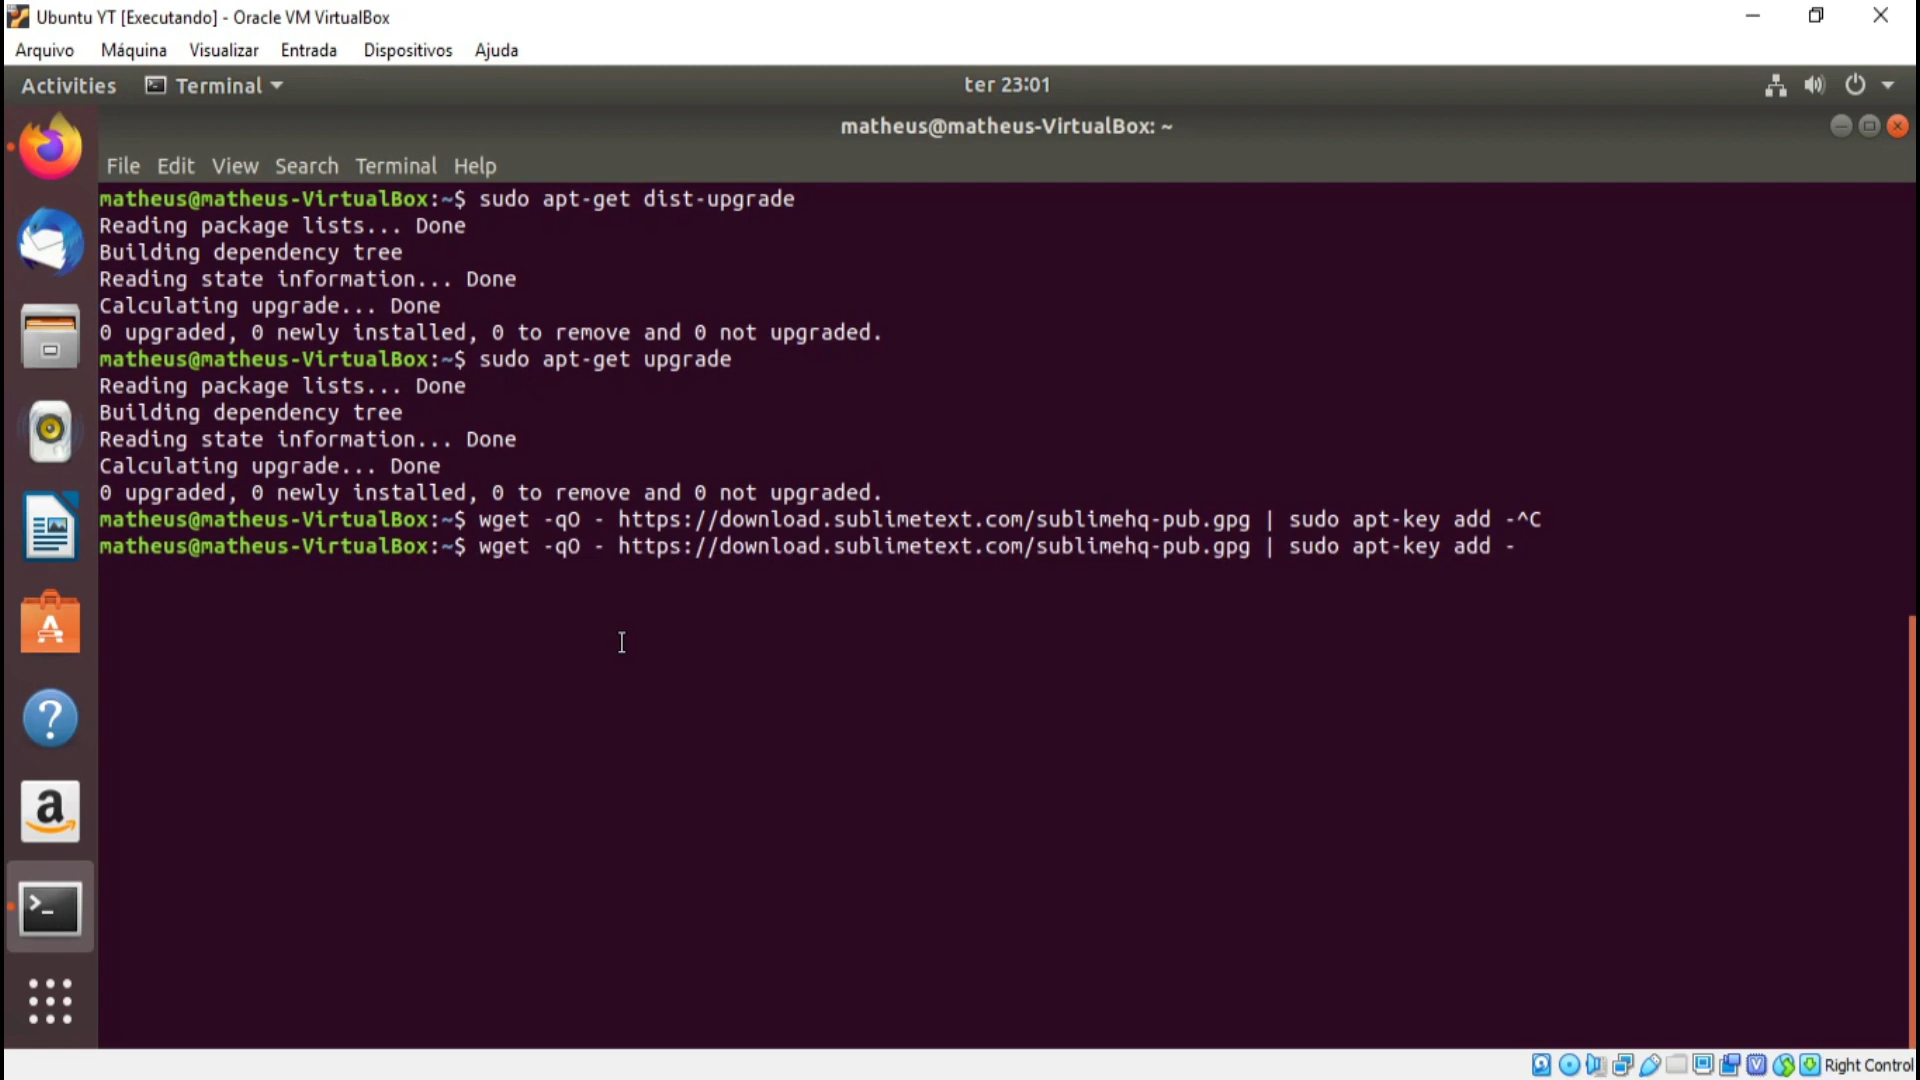 Ubuntu YT [Executando] - Oracle VM VirtualBox
Arquivo Máquina Visualizar Entrada Dispositivos Ajuda
Activities Terminal ter 23:01
matheus@matheus-VirtualBox: ~
File Edit View Search Terminal Help
matheus@matheus-VirtualBox:~$ sudo apt-get dist-upgrade
Reading package lists... Done
Building dependency tree
Reading state information... Done
Calculating upgrade... Done
0 upgraded, 0 newly installed, 0 to remove and 0 not upgraded.
matheus@matheus-VirtualBox:~$ sudo apt-get upgrade
Reading package lists... Done
Building dependency tree
Reading state information... Done
Calculating upgrade... Done
0 upgraded, 0 newly installed, 0 to remove and 0 not upgraded.
matheus@matheus-VirtualBox:~$ wget -qO - https://download.sublimetext.com/sublimehq-pub.gpg | sudo apt-key add -^C
matheus@matheus-VirtualBox:~$ wget -qO - https://download.sublimetext.com/sublimehq-pub.gpg | sudo apt-key add -
Right Control